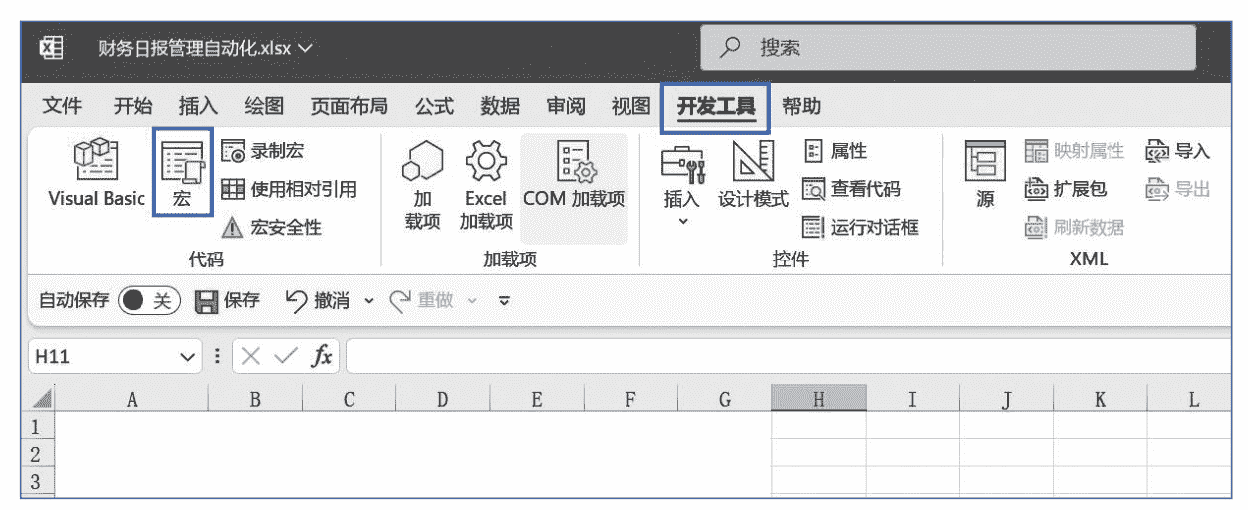 财务日报管理自动化.xlsx
搜索
文件 开始 插入 绘图 页面布局 公式 数据 审阅 视图 开发工具 帮助
Visual Basic
宏
录制宏
使用相对引用
宏安全性
代码
加载项
Excel 加载项
COM 加载项
加载项
插入
设计模式
属性
查看代码
运行对话框
控件
源
映射属性
扩展包
刷新数据
导入
导出
XML
自动保存 关 保存 撤消 重做
H11 fx
A B C D E F G H I J K L
1
2
3